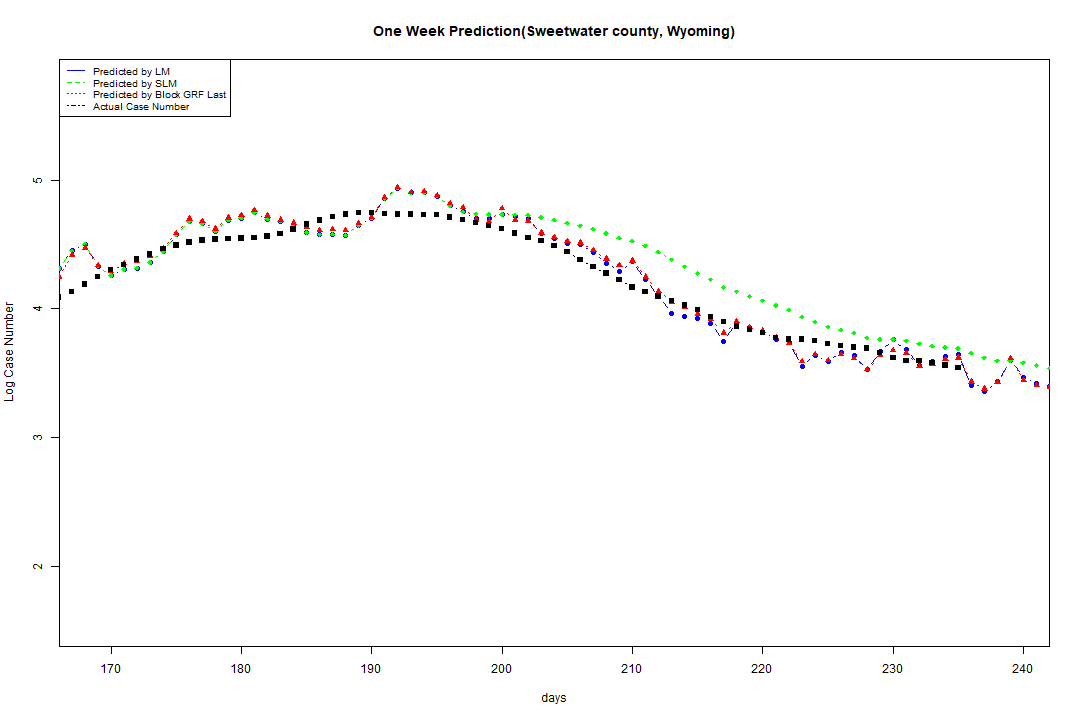 One Week Prediction(Sweetwater county, Wyoming)
Predicted by LM
Predicted by SLM
Predicted by Block GRF Last
Actual Case Number
5
4
3
2
Log Case Number
170 180 190 200 210 220 230 240
days